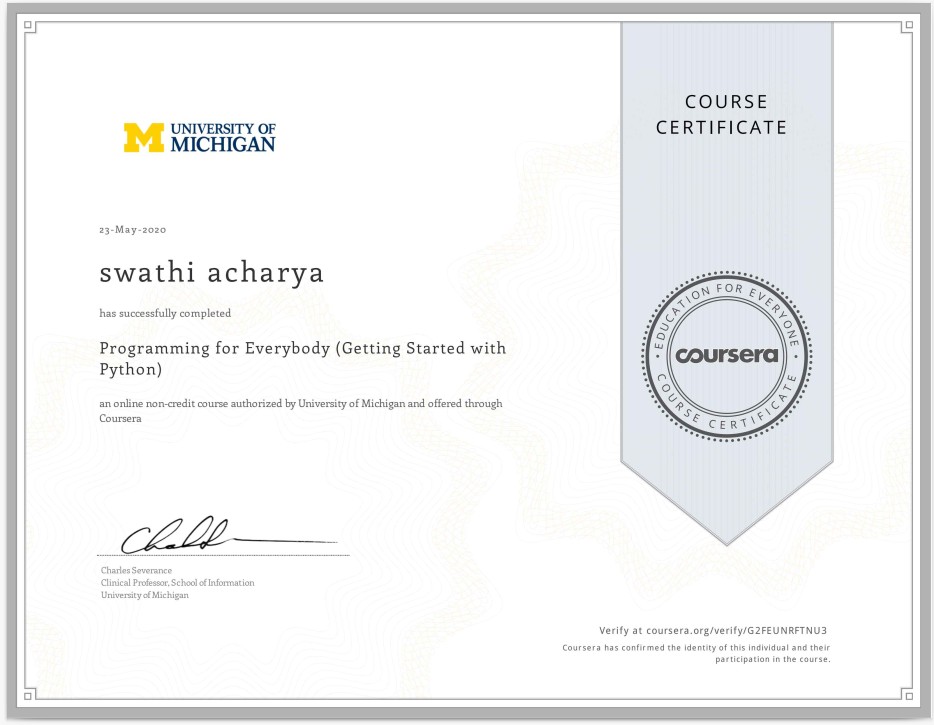 COURSE
CERTIFICATE
UNIVERSITY OF
MICHIGAN
23-May-2020
swathi acharya
has successfully completed
Programming for Everybody (Getting Started with
Python)
an online non-credit course authorized by University of Michigan and offered through
Coursera
EDUCATION FOR EVERYONE
coursera
COURSE CERTIFICATE
Charles Severance
Clinical Professor, School of Information
University of Michigan
Verify at coursera.org/verify/G2FEUNRFTNU3
Coursera has confirmed the identity of this individual and their
participation in the course.